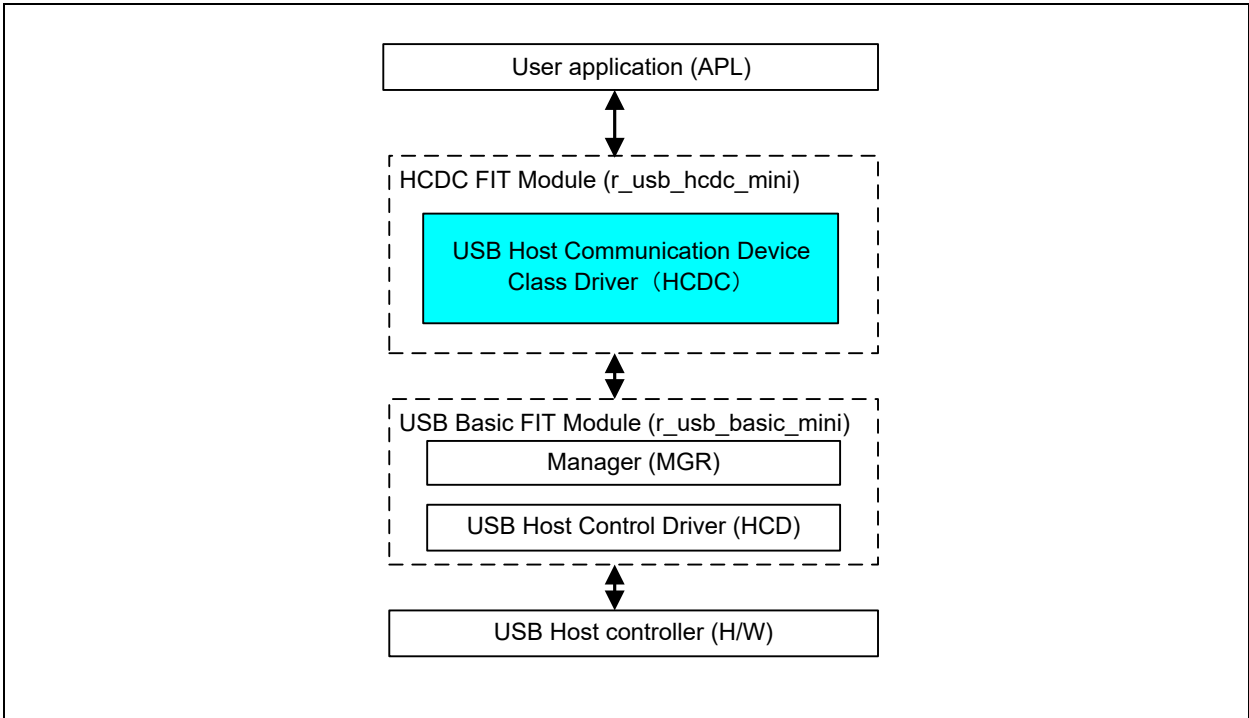 User application (APL)
HCDC FIT Module (r_usb_hcdc_mini)
USB Host Communication Device
Class Driver（HCDC）
USB Basic FIT Module (r_usb_basic_mini)
Manager (MGR)
USB Host Control Driver (HCD)
USB Host controller (H/W)